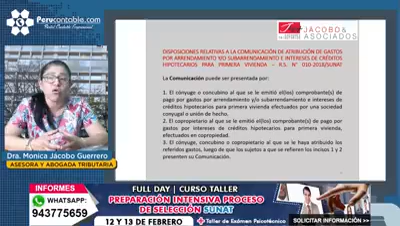 Perucontable.com
Portal Contable Empresarial
JÁCOBO &
ASOCIADOS
DISPOSICIONES RELATIVAS A LA COMUNICACIÓN DE ATRIBUCIÓN DE GASTOS
POR ARRENDAMIENTO Y/O SUBARRENDAMIENTO E INTERESES DE CRÉDITOS
HIPOTECARIOS PARA PRIMERA VIVIENDA – R.S. N° 010-2018/SUNAT
La Comunicación puede ser presentada por:
1. El cónyuge o concubino al que se le emitió el(los) comprobante(s) de
pago por gastos por arrendamiento y/o subarrendamiento e intereses de
créditos hipotecarios para primera vivienda efectuados por una sociedad
conyugal o unión de hecho.
2. El copropietario al que se le emitió el(los) comprobante(s) de pago por
gastos por intereses de créditos hipotecarios para primera vivienda,
efectuados en copropiedad.
3. El cónyuge, concubino o copropietario al que se le haya atribuido los
referidos gastos, luego de que los sujetos a que se refieren los incisos 1 y 2
presenten su Comunicación.
Dra. Monica Jácobo Guerrero
ASESORA Y ABOGADA TRIBUTARIA
INFORMES
WHATSAPP:
943775659
FULL DAY | CURSO TALLER
PREPARACIÓN INTENSIVA PROCESO
DE SELECCIÓN SUNAT
12 Y 13 DE FEBRERO
+Taller de Exámen Psicotécnico
SOLICITAR INFORMACIÓN >>